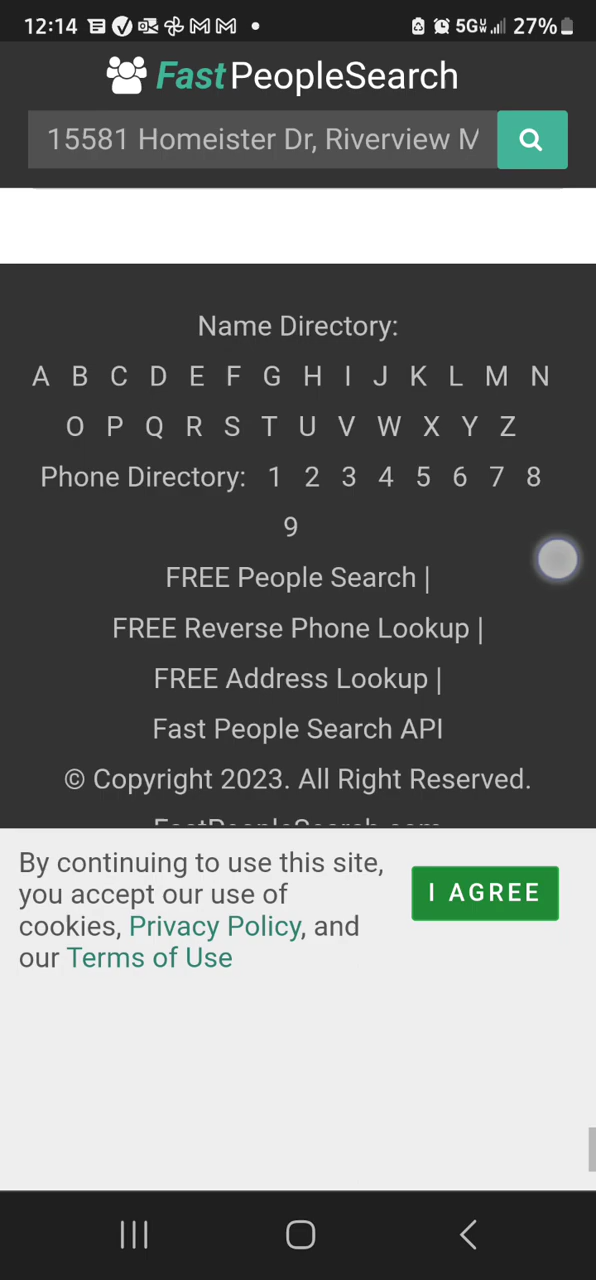 12:14 5G 27%
FastPeopleSearch
15581 Homeister Dr, Riverview M
Name Directory:
A B C D E F G H I J K L M N
O P Q R S T U V W X Y Z
Phone Directory: 1 2 3 4 5 6 7 8
9
FREE People Search |
FREE Reverse Phone Lookup |
FREE Address Lookup |
Fast People Search API
© Copyright 2023. All Right Reserved.
FastPeopleSearch.com
By continuing to use this site,
you accept our use of
cookies, Privacy Policy, and
our Terms of Use
I AGREE